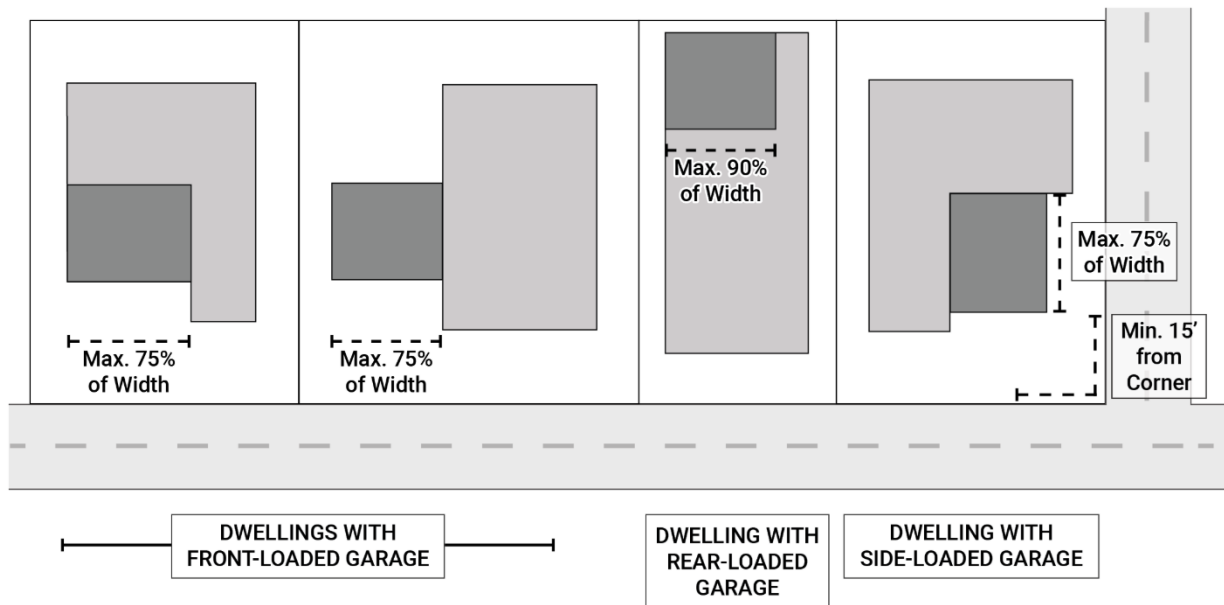 Max. 75%
of Width
Max. 75%
of Width
Max. 90%
of Width
Max. 75%
of Width
Min. 15’
from
Corner
DWELLINGS WITH
FRONT-LOADED GARAGE
DWELLING WITH
REAR-LOADED
GARAGE
DWELLING WITH
SIDE-LOADED GARAGE